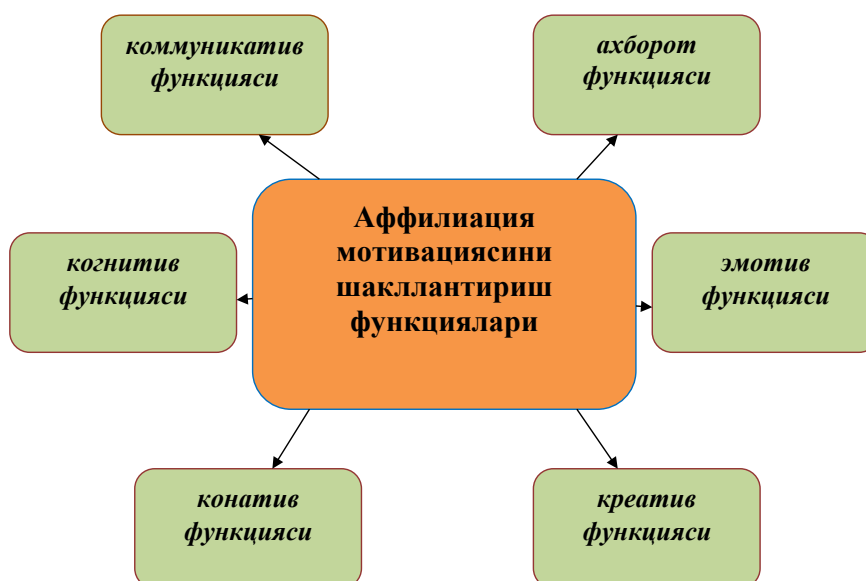 коммуникатив
функцияси
ахборот
функцияси
Аффилиация
мотивациясини
шакллантириш
функциялари
когнитив
функцияси
эмотив
функцияси
конатив
функцияси
креатив
функцияси